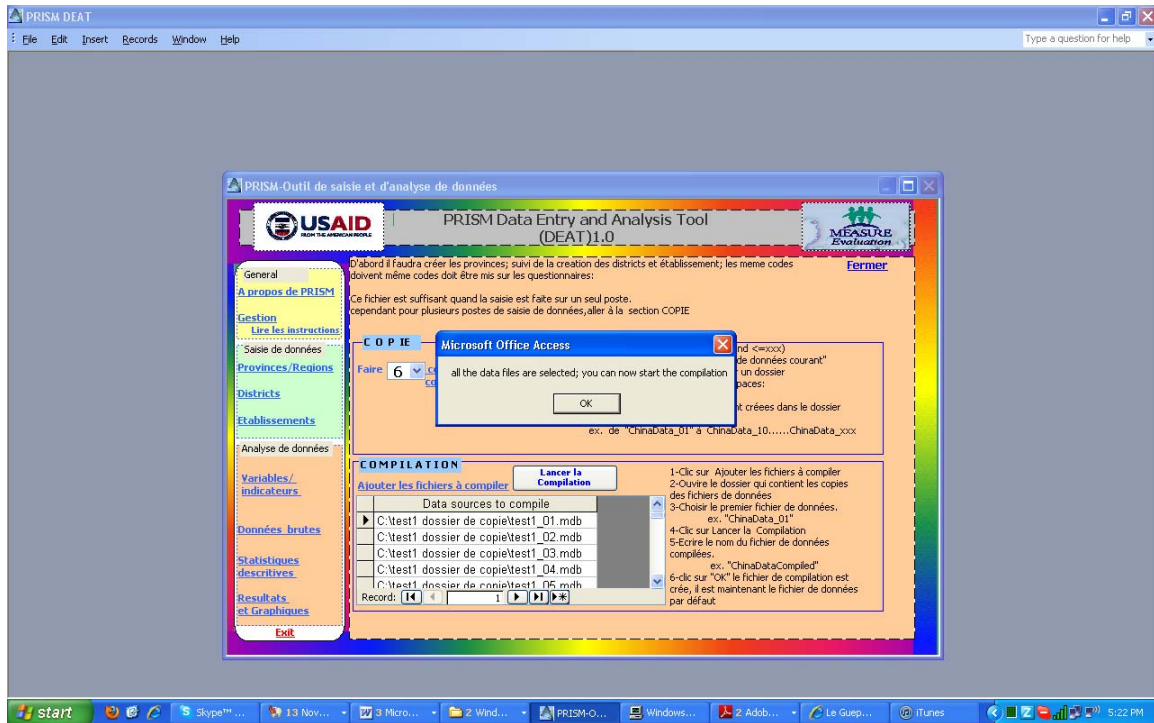 PRISM DEAT
File Edit Insert Records Window Help
Type a question for help
PRISM-Outil de saisie et d'analyse de données
USAID
FROM THE AMERICAN PEOPLE
PRISM Data Entry and Analysis Tool
(DEAT)1.0
MEASURE
Evaluation
General
A propos de PRISM
Gestion
Lire les instructions
Saisie de données
Provinces/Regions
Districts
Etablissements
Analyse de données
Variables/
indicateurs
Données brutes
Statistiques
descritives
Resultats
et Graphiques
Exit
D'abord il faudra créer les provinces; suivi de la creation des districts et établissement; les meme codes
doivent même codes doit être mis sur les questionnaires:
Fermer
Ce fichier est suffisant quand la saisie est faite sur un seul poste.
cependant pour plusieurs postes de saisie de données,aller à la section COPIE
COPIE
Faire 6
nd <=xxx)
de données courant"
un dossier
paces:
t créees dans le dossier
ex. de "ChinaData_01" à ChinaData_10......ChinaData_xxx
Microsoft Office Access
all the data files are selected; you can now start the compilation
OK
COMPILATION
Ajouter les fichiers à compiler
Lancer la
Compilation
Data sources to compile
C:\test1 dossier de copie\test1_01.mdb
C:\test1 dossier de copie\test1_02.mdb
C:\test1 dossier de copie\test1_03.mdb
C:\test1 dossier de copie\test1_04.mdb
C:\test1 dossier de copie\test1_05.mdb
Record: 1
1-Clic sur Ajouter les fichiers à compiler
2-Ouvrire le dossier qui contient les copies
des fichiers de données
3-Choisir le premier fichier de données.
ex. "ChinaData_01"
4-Clic sur Lancer la Compilation
5-Ecrire le nom du fichier de données
compilées.
ex. "ChinaDataCompiled"
6-clic sur "OK" le fichier de compilation est
crée, il est maintenant le fichier de données
par défaut
start
Skype™ ...
13 Nov...
3 Micro...
2 Wind...
PRISM-O...
Windows...
2 Adob...
Le Guep...
iTunes
5:22 PM